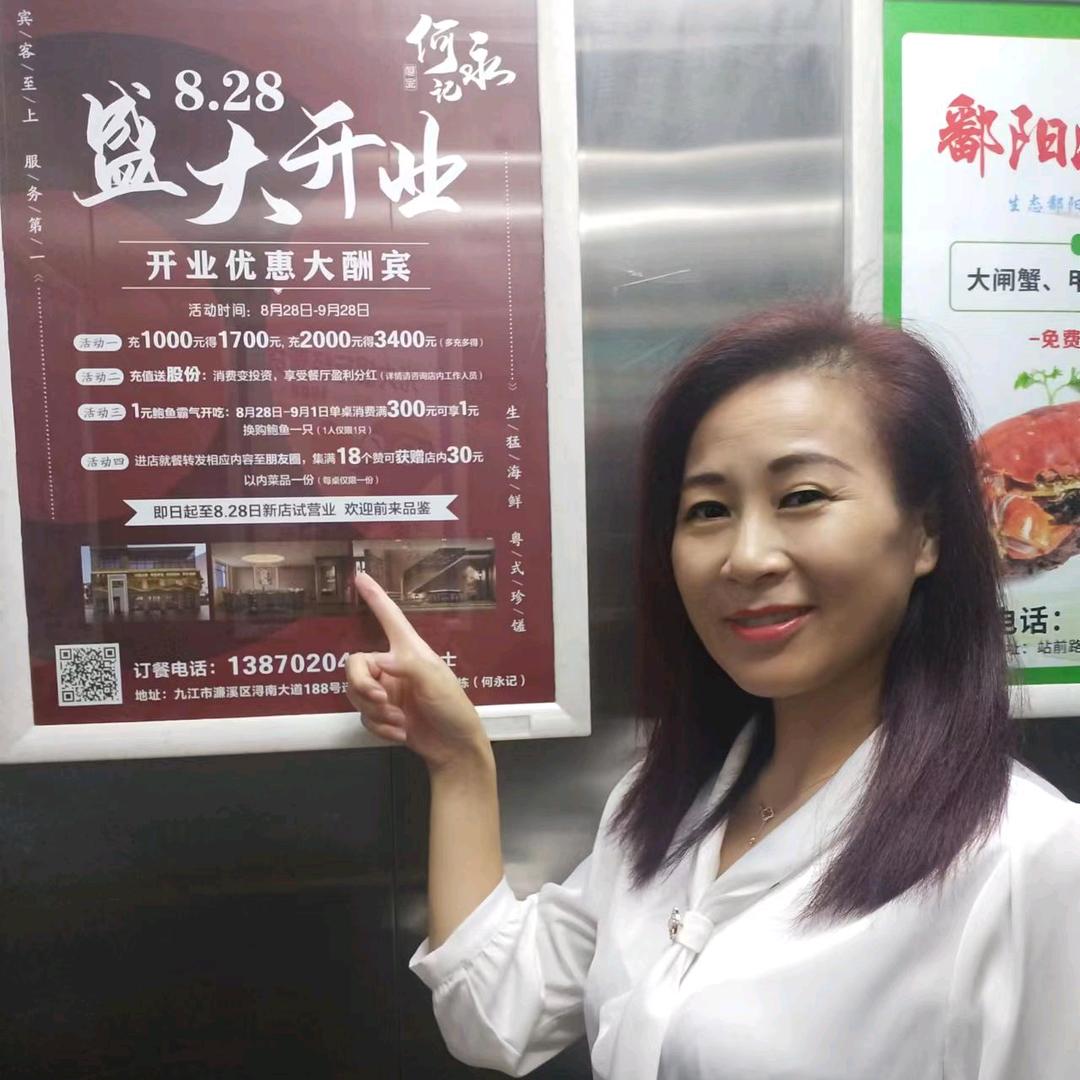 宾/客/至/上 服/务/第/一
何永记
8.28
盛大开业
开业优惠大酬宾
活动时间：8月28日-9月28日
活动一 充1000元得1700元，充2000元得3400元（多充多得）
活动二 充值送股份：消费变投资，享受餐厅盈利分红（详情请咨询店内工作人员）
活动三 1元鲍鱼霸气开吃：8月28日-9月1日单桌消费满300元可享1元
换购鲍鱼一只（1人仅限1只）
活动四 进店就餐转发相应内容至朋友圈，集满18个赞可获赠店内30元
以内菜品一份（每桌仅限一份）
即日起至8.28日新店试营业 欢迎前来品鉴
生/猛/海/鲜 粤/式/珍/馐
订餐电话：13870204 士
地址：九江市濂溪区浔南大道188号 栋（何永记）
鄱阳
生态鄱阳
大闸蟹、甲
-免费
电话：
址：站前路